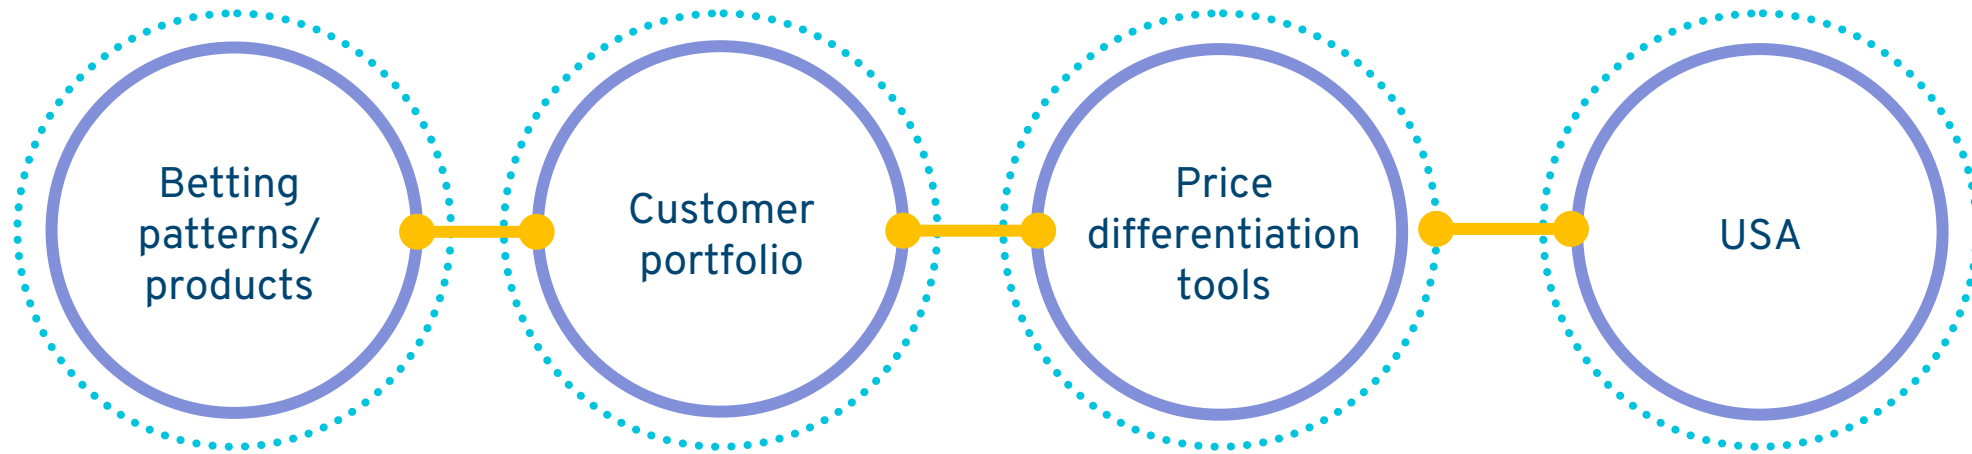 Betting
patterns/
products
Customer
portfolio
Price
differentiation
tools
USA